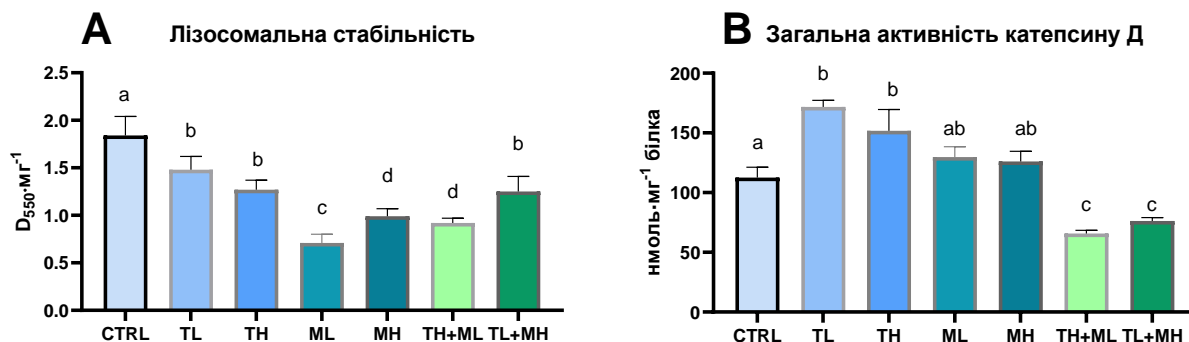 A Лізосомальна стабільність
D₅₅₀·мг⁻¹
2.5
2.0
1.5
1.0
0.5
0.0
a
b
b
c
d
d
b
CTRL TL TH ML MH TH+ML TL+MH
B Загальна активність катепсину Д
нмоль·мг⁻¹ білка
200
150
100
50
0
a
b
b
ab
ab
c
c
CTRL TL TH ML MH TH+ML TL+MH